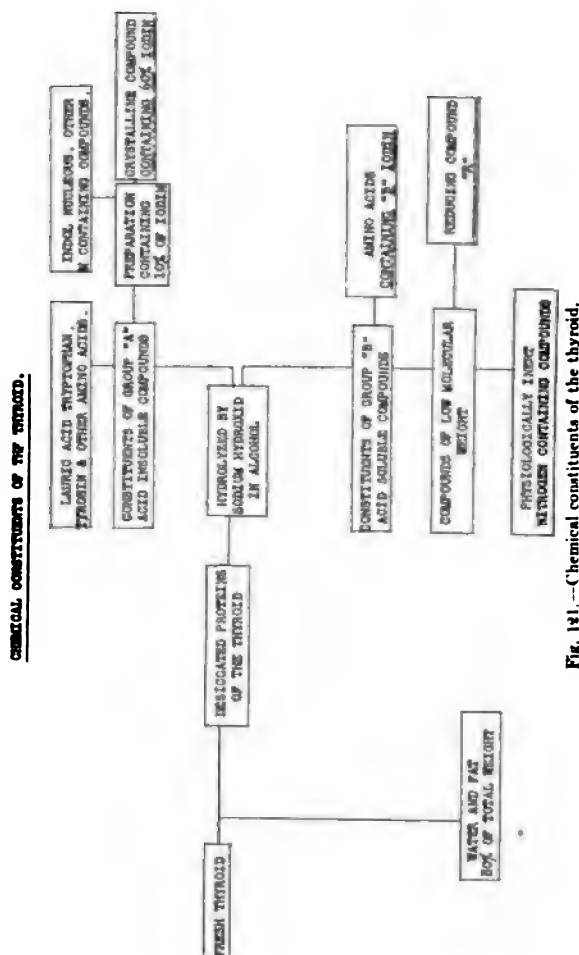 CHEMICAL CONSTITUENTS OF THE THYROID.
FRESH THYROID
WATER AND FAT
80% OF TOTAL WEIGHT
DESICCATED PROTEINS
OF THE THYROID
HYDROLYZED BY
SODIUM HYDROXID
IN ALCOHOL
LAURIC ACID TRYPTOPHAN,
TYROSIN & OTHER AMINO ACIDS.
CONSTITUENTS OF GROUP "A"
ACID INSOLUBLE COMPOUNDS
INDOL NUCLEOUS, OTHER
N CONTAINING COMPOUNDS.
PREPARATION
CONTAINING
10% OF IODIN
CRYSTALLINE COMPOUND
CONTAINING 60% IODIN
CONSTITUENTS OF GROUP "B"
ACID SOLUBLE COMPOUNDS
AMINO ACIDS
CONTAINING IODIN
COMPOUNDS OF LOW MOLECULAR
WEIGHT
REDUCING COMPOUND
PHYSIOLOGICALLY INERT
NITROGEN CONTAINING COMPOUNDS
Fig. 121.—Chemical constituents of the thyroid.